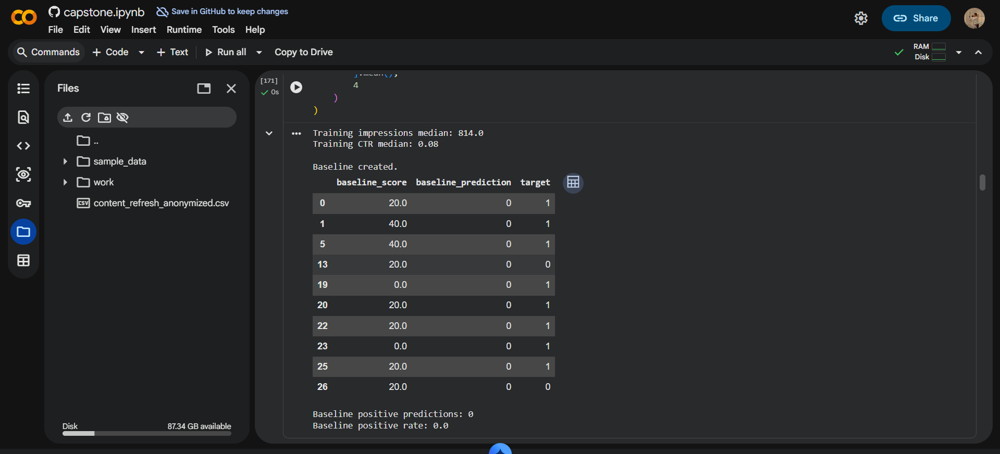 capstone.ipynb
Save in GitHub to keep changes
Share
File Edit View Insert Runtime Tools Help
Commands
+ Code
+ Text
Run all
Copy to Drive
RAM
Disk
Files
..
sample_data
work
CSV content_refresh_anonymized.csv
Disk 87.34 GB available
[171]
0s
4
)
)
Training impressions median: 814.0
Training CTR median: 0.08
Baseline created.
baseline_score baseline_prediction target
0 20.0 0 1
1 40.0 0 1
5 40.0 0 1
13 20.0 0 0
19 0.0 0 1
20 20.0 0 1
22 20.0 0 1
23 0.0 0 1
25 20.0 0 1
26 20.0 0 0
Baseline positive predictions: 0
Baseline positive rate: 0.0